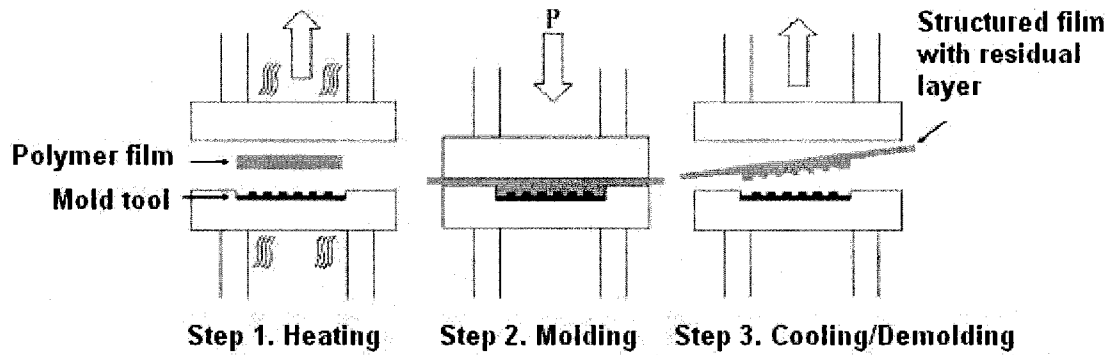 P
Structured film
with residual
layer
Polymer film
Mold tool
Step 1. Heating
Step 2. Molding
Step 3. Cooling/Demolding